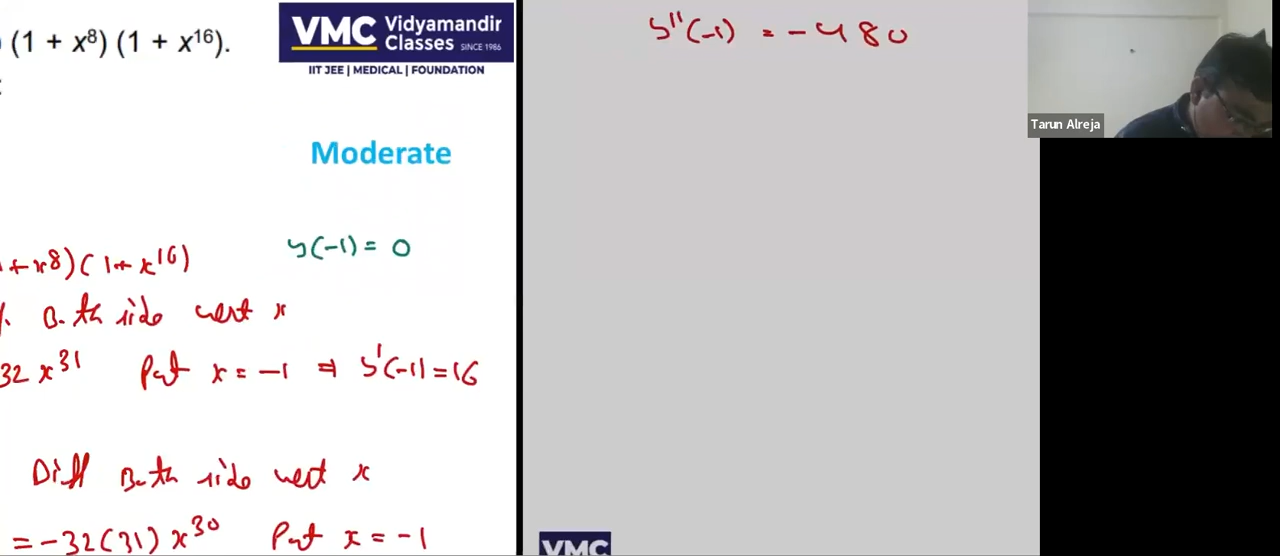 (1 + x⁸) (1 + x¹⁶).
VMC Vidyamandir Classes SINCE 1986
IIT JEE | MEDICAL | FOUNDATION
Moderate
y(-1) = 0
+ x⁸)(1 + x¹⁶)
Both side wert x
32 x³¹ Put x = -1 ⇒ y'(-1) = 16
Diff Both side wert x
= -32(31) x³⁰ Put x = -1
y''(-1) = -480
Tarun Alreja
VMC